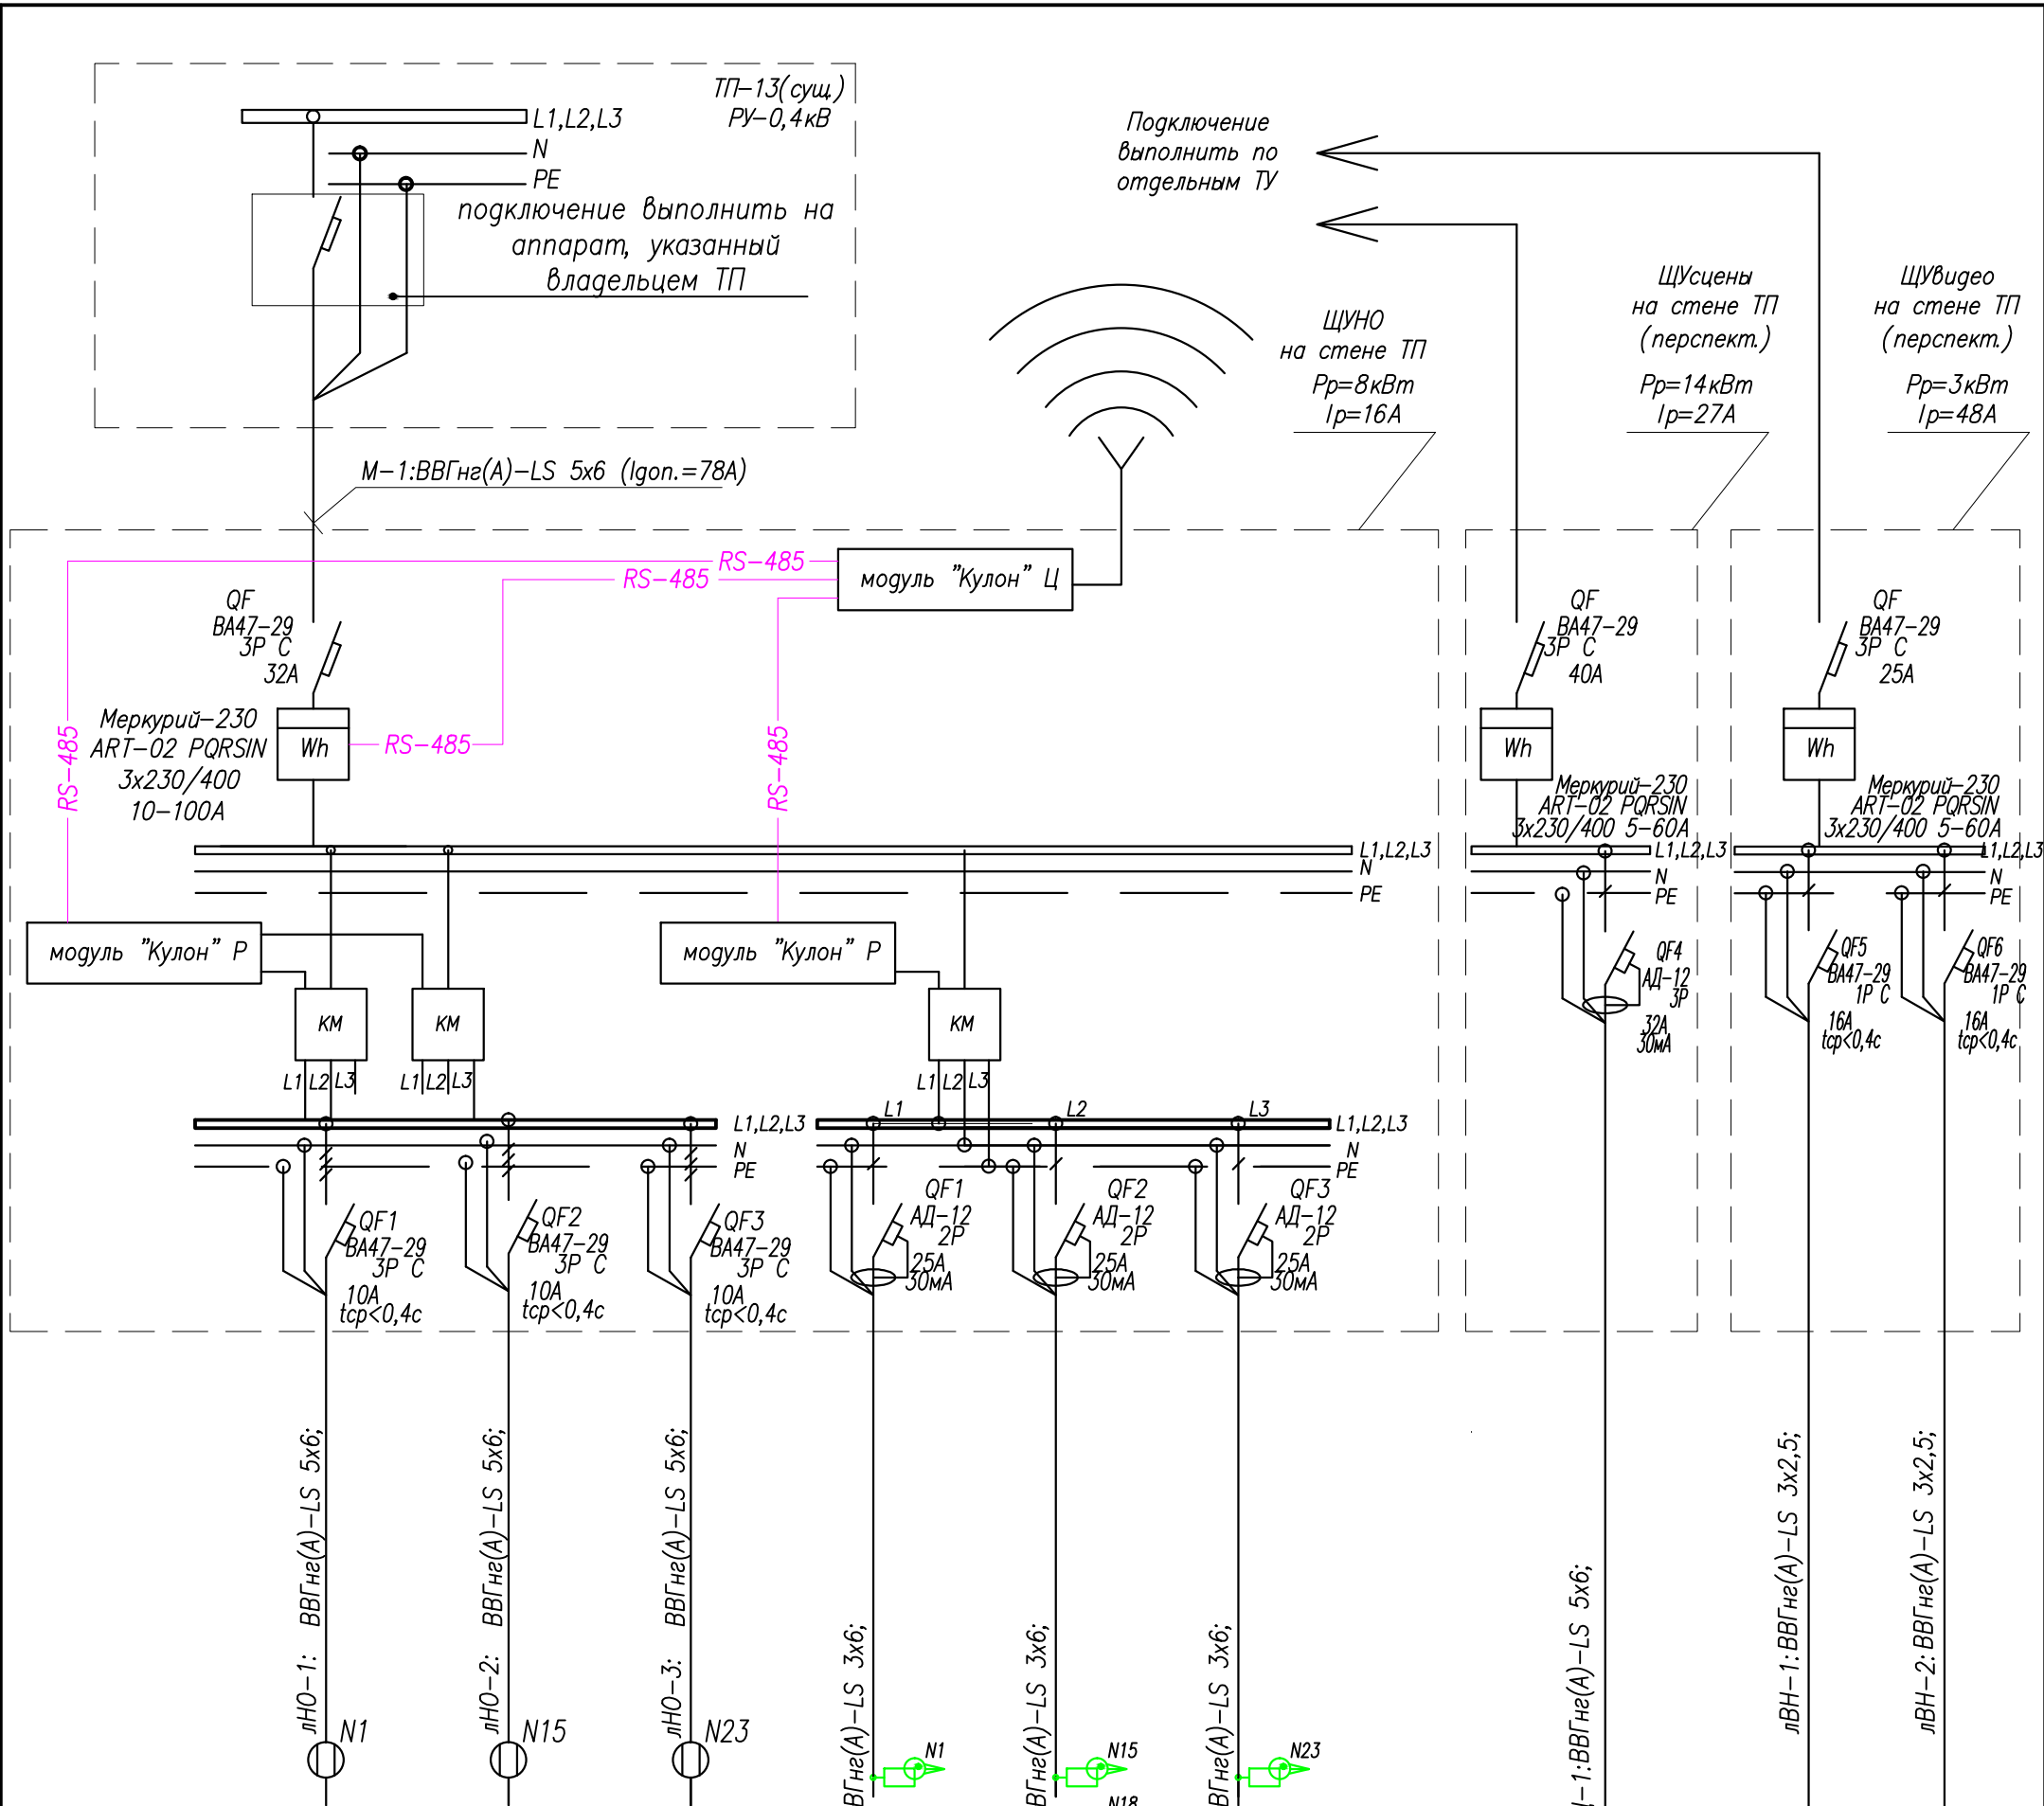 ТП-13(сущ.)
РУ-0,4кВ
L1,L2,L3
N
PE
подключение выполнить на
аппарат, указанный
владельцем ТП
Подключение
выполнить по
отдельным ТУ
ЩУНО
на стене ТП
Рр=8кВт
Iр=16А
ЩУсцены
на стене ТП
(перспект.)
Рр=14кВт
Iр=27А
ЩУвидео
на стене ТП
(перспект.)
Рр=3кВт
Iр=48А
М-1:ВВГнг(А)-LS 5х6 (Iдоп.=78А)
RS-485
RS-485
модуль "Кулон" Ц
QF
ВА47-29
3Р С
32А
QF
ВА47-29
3Р С
40А
QF
ВА47-29
3Р С
25А
Меркурий-230
ART-02 PQRSIN
3х230/400
10-100А
Wh
RS-485
RS-485
RS-485
Wh
Меркурий-230
ART-02 PQRSIN
3х230/400 5-60А
Wh
Меркурий-230
ART-02 PQRSIN
3х230/400 5-60А
L1,L2,L3
N
PE
L1,L2,L3
N
PE
L1,L2,L3
N
PE
модуль "Кулон" Р
модуль "Кулон" Р
КМ
КМ
КМ
QF4
АД-12
3Р
32А
30мА
QF5
ВА47-29
1Р С
16А
tср<0,4с
QF6
ВА47-29
1Р С
16А
tср<0,4с
L1 L2 L3
L1 L2 L3
L1 L2 L3
L1,L2,L3
N
PE
L1 L2 L3
L1,L2,L3
N
PE
QF1
ВА47-29
3Р С
10А
tср<0,4с
QF2
ВА47-29
3Р С
10А
tср<0,4с
QF3
ВА47-29
3Р С
10А
tср<0,4с
QF1
АД-12
2Р
25А
30мА
QF2
АД-12
2Р
25А
30мА
QF3
АД-12
2Р
25А
30мА
лНО-1: ВВГнг(А)-LS 5х6;
лНО-2: ВВГнг(А)-LS 5х6;
лНО-3: ВВГнг(А)-LS 5х6;
ВГнг(А)-LS 3х6;
ВГнг(А)-LS 3х6;
ВГнг(А)-LS 3х6;
-1:ВВГнг(А)-LS 5х6;
лВН-1:ВВГнг(А)-LS 3х2,5;
лВН-2:ВВГнг(А)-LS 3х2,5;
N1
N15
N23
N1
N15
N23
N18